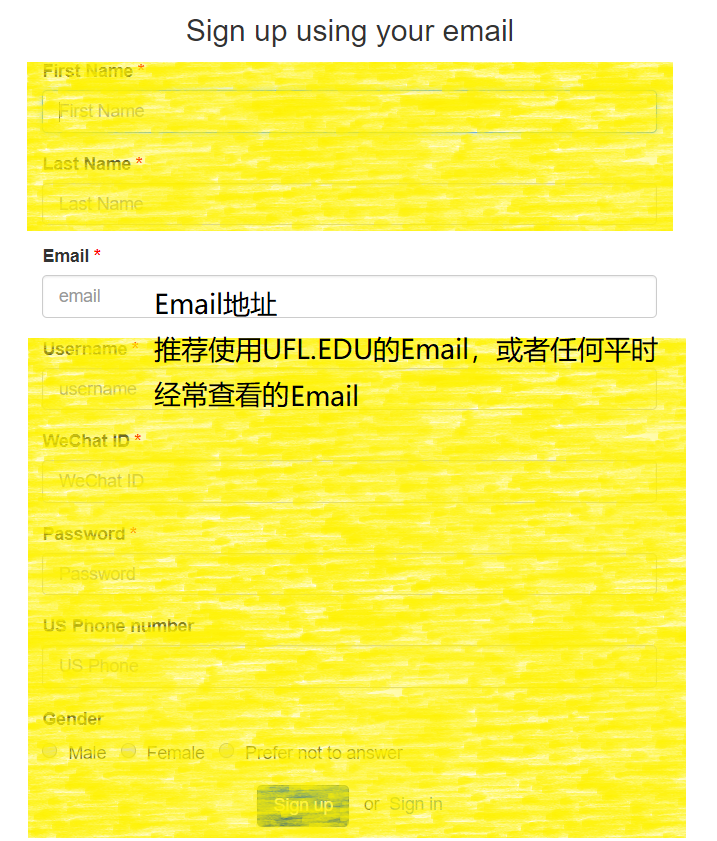 Sign up using your email
First Name *
First Name
Last Name *
Last Name
Email *
email
Email地址
Username *
推荐使用UFL.EDU的Email，或者任何平时
username
经常查看的Email
WeChat ID *
WeChat ID
Password *
Password
US Phone number
US Phone
Gender
Male Female Prefer not to answer
Sign up or Sign in